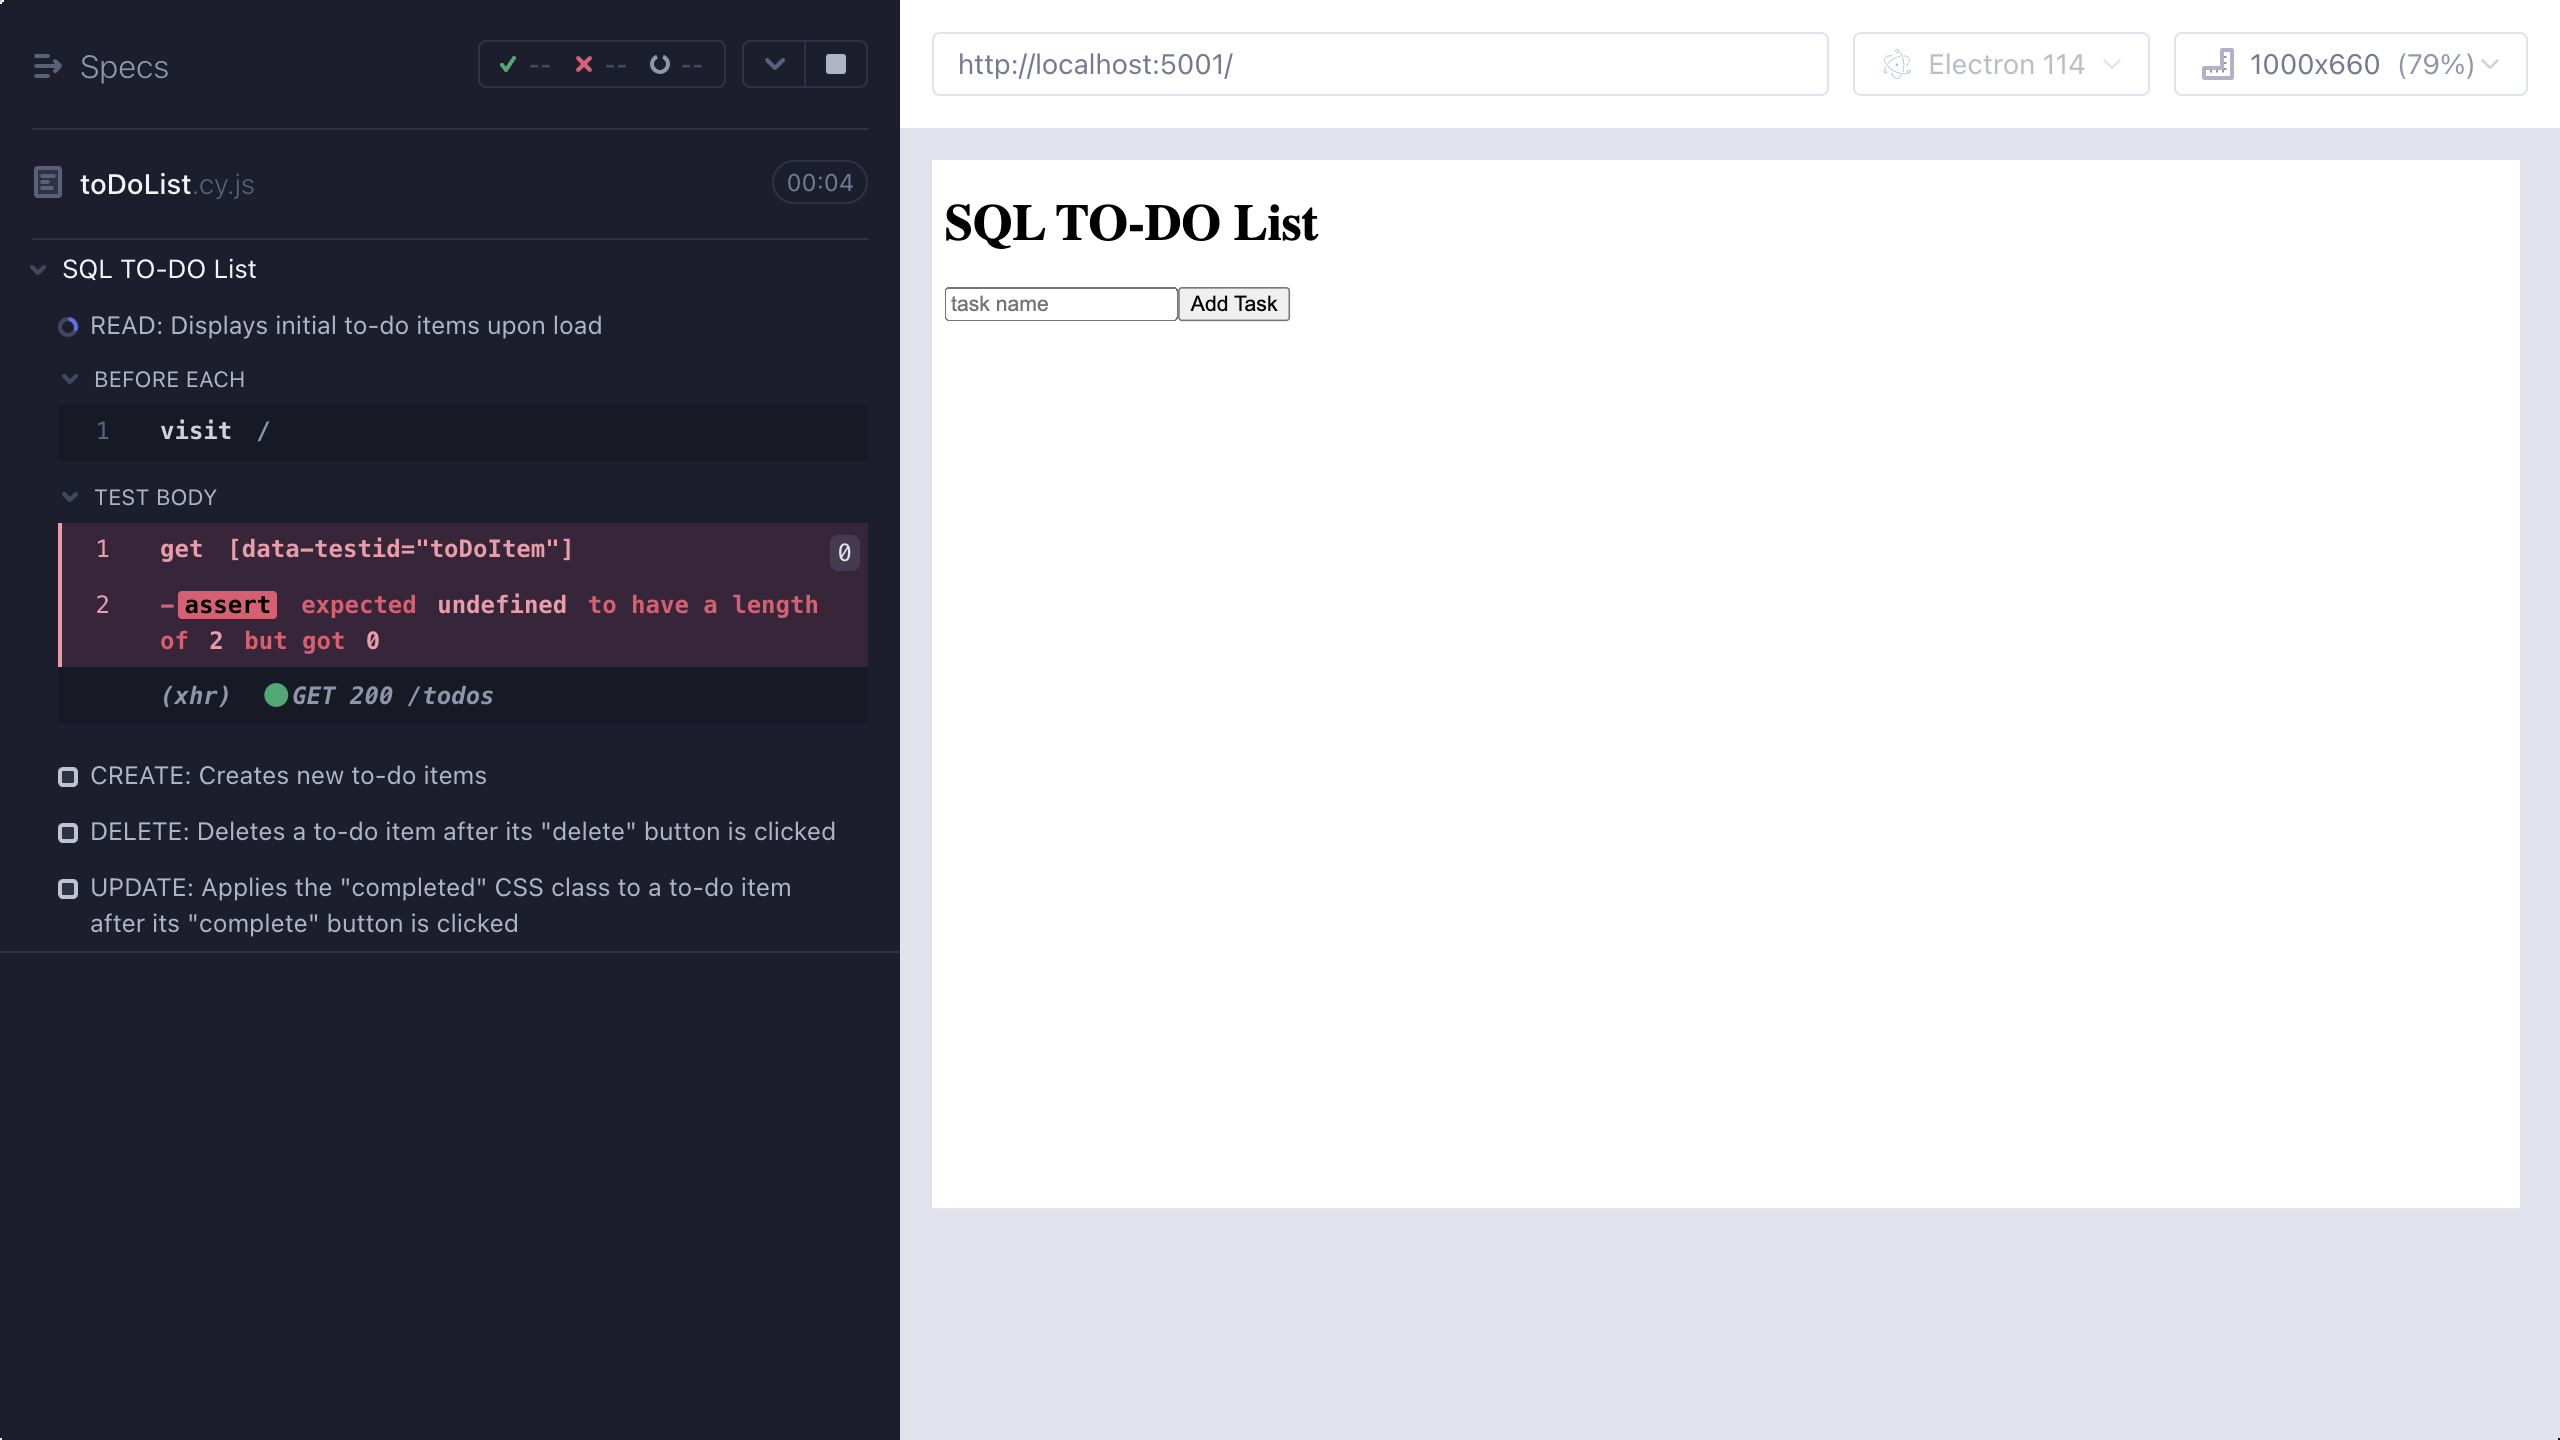 Specs
-- -- --
toDoList.cy.js
00:04
SQL TO-DO List
READ: Displays initial to-do items upon load
BEFORE EACH
1 visit /
TEST BODY
1 get [data-testid="toDoItem"] 0
2 -assert expected undefined to have a length
of 2 but got 0
(xhr) GET 200 /todos
CREATE: Creates new to-do items
DELETE: Deletes a to-do item after its "delete" button is clicked
UPDATE: Applies the "completed" CSS class to a to-do item
after its "complete" button is clicked
http://localhost:5001/
Electron 114
1000x660 (79%)
SQL TO-DO List
task name Add Task